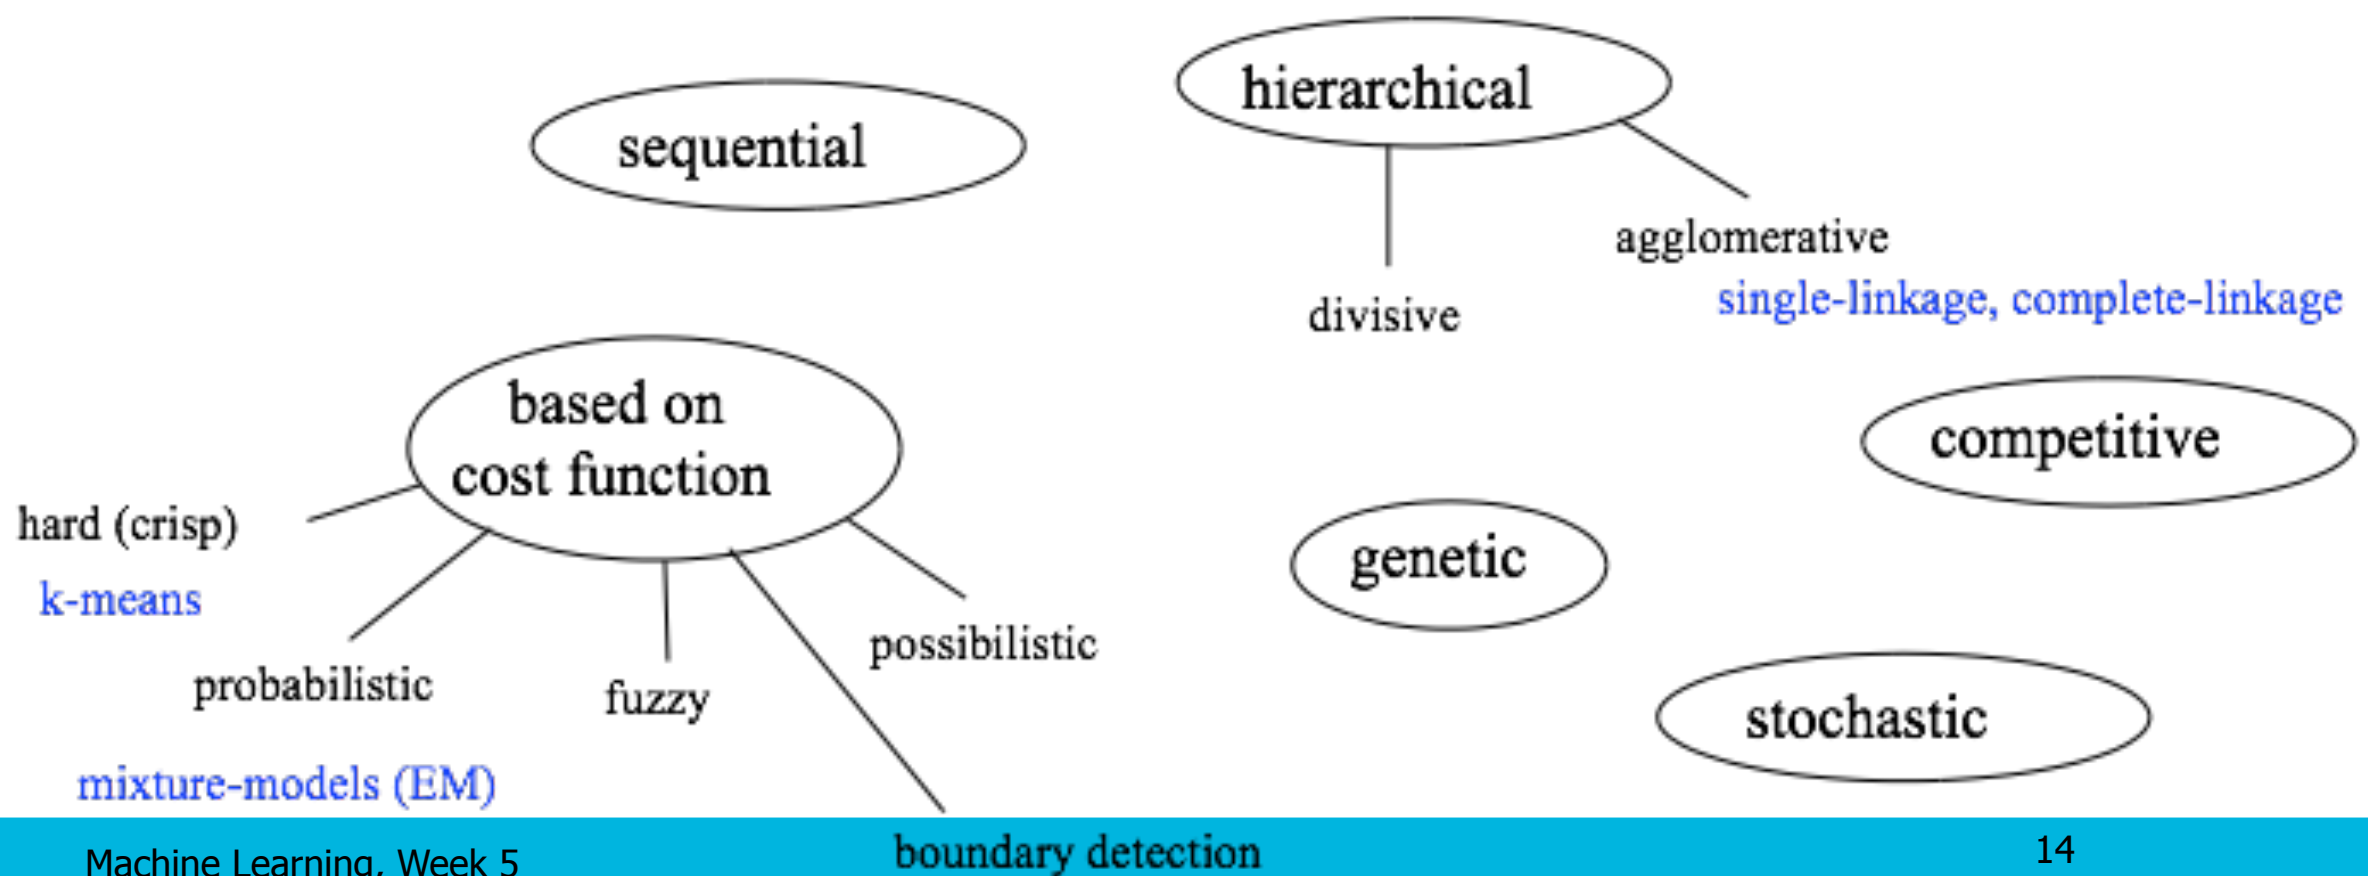 hierarchical
sequential
agglomerative
single-linkage, complete-linkage
divisive
based on
cost function
competitive
hard (crisp)
genetic
k-means
possibilistic
probabilistic
fuzzy
stochastic
mixture-models (EM)
boundary detection
Machine Learning, Week 5
14